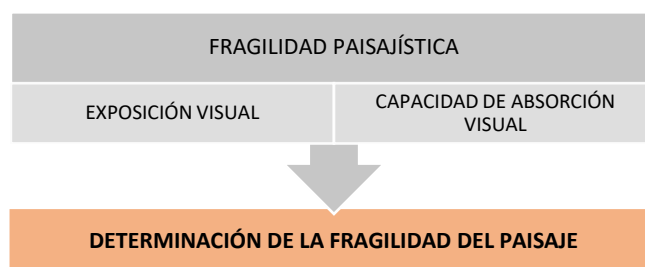 FRAGILIDAD PAISAJÍSTICA
EXPOSICIÓN VISUAL
CAPACIDAD DE ABSORCIÓN
VISUAL
DETERMINACIÓN DE LA FRAGILIDAD DEL PAISAJE